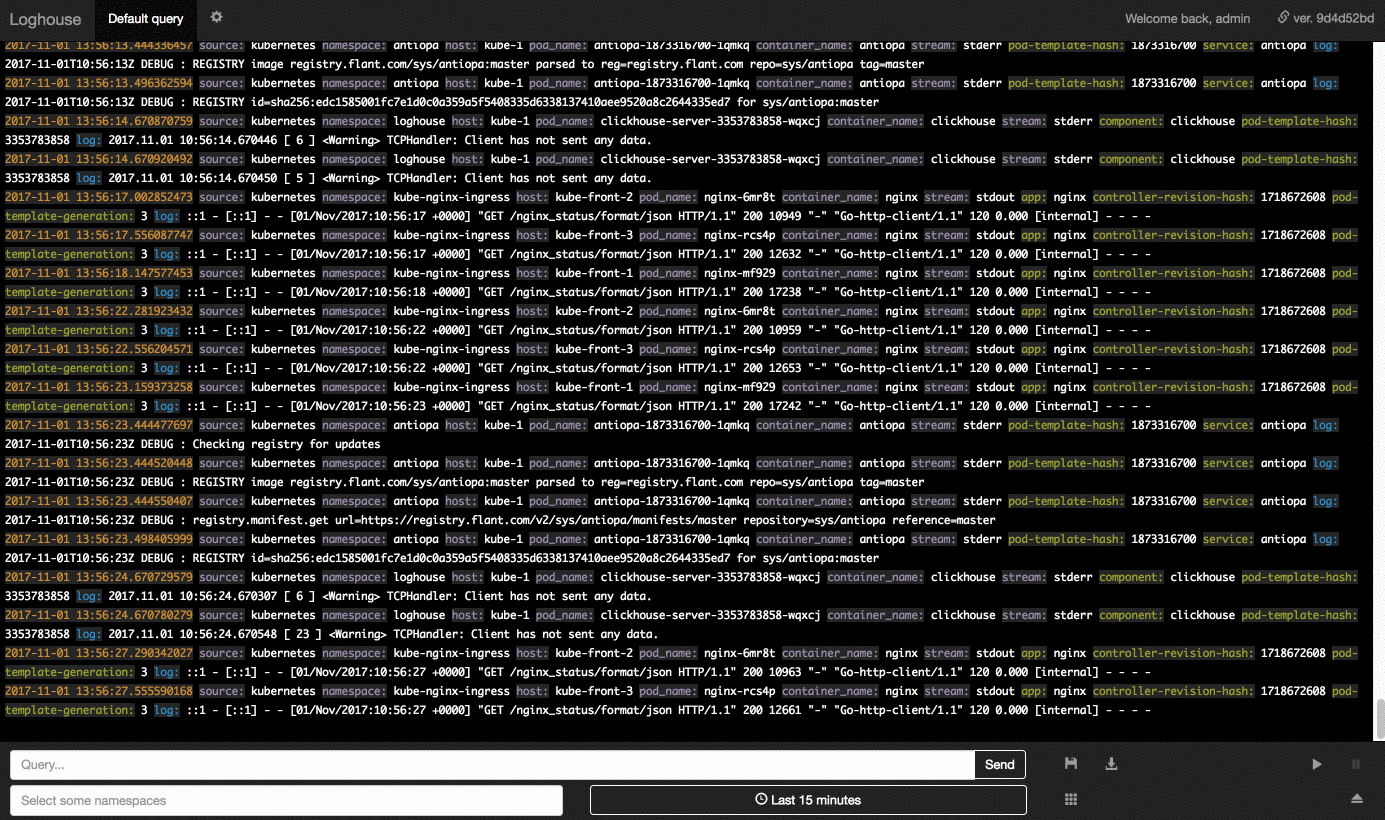 Loghouse Default query Welcome back, admin ver. 9d4d52bd
2017-11-01 13:56:13.444336457 source: kubernetes namespace: antiopa host: kube-1 pod_name: antiopa-1873316700-1qmkq container_name: antiopa stream: stderr pod-template-hash: 1873316700 service: antiopa log:
2017-11-01T10:56:13Z DEBUG : REGISTRY image registry.flant.com/sys/antiopa:master parsed to reg=registry.flant.com repo=sys/antiopa tag=master
2017-11-01 13:56:13.496362594 source: kubernetes namespace: antiopa host: kube-1 pod_name: antiopa-1873316700-1qmkq container_name: antiopa stream: stderr pod-template-hash: 1873316700 service: antiopa log:
2017-11-01T10:56:13Z DEBUG : REGISTRY id=sha256:edc1585001fc7e1d0c0a359a5f5408335d6338137410aee9520a8c2644335ed7 for sys/antiopa:master
2017-11-01 13:56:14.670870759 source: kubernetes namespace: loghouse host: kube-1 pod_name: clickhouse-server-3353783858-wqxcj container_name: clickhouse stream: stderr component: clickhouse pod-template-hash:
3353783858 log: 2017.11.01 10:56:14.670446 [ 6 ] <Warning> TCPHandler: Client has not sent any data.
2017-11-01 13:56:14.670920492 source: kubernetes namespace: loghouse host: kube-1 pod_name: clickhouse-server-3353783858-wqxcj container_name: clickhouse stream: stderr component: clickhouse pod-template-hash:
3353783858 log: 2017.11.01 10:56:14.670450 [ 5 ] <Warning> TCPHandler: Client has not sent any data.
2017-11-01 13:56:17.002852473 source: kubernetes namespace: kube-nginx-ingress host: kube-front-2 pod_name: nginx-6mr8t container_name: nginx stream: stdout app: nginx controller-revision-hash: 1718672608 pod-
template-generation: 3 log: ::1 - [::1] - - [01/Nov/2017:10:56:17 +0000] "GET /nginx_status/format/json HTTP/1.1" 200 10949 "-" "Go-http-client/1.1" 120 0.000 [internal] - - - -
2017-11-01 13:56:17.556087747 source: kubernetes namespace: kube-nginx-ingress host: kube-front-3 pod_name: nginx-rcs4p container_name: nginx stream: stdout app: nginx controller-revision-hash: 1718672608 pod-
template-generation: 3 log: ::1 - [::1] - - [01/Nov/2017:10:56:17 +0000] "GET /nginx_status/format/json HTTP/1.1" 200 12632 "-" "Go-http-client/1.1" 120 0.000 [internal] - - - -
2017-11-01 13:56:18.147577453 source: kubernetes namespace: kube-nginx-ingress host: kube-front-1 pod_name: nginx-mf929 container_name: nginx stream: stdout app: nginx controller-revision-hash: 1718672608 pod-
template-generation: 3 log: ::1 - [::1] - - [01/Nov/2017:10:56:18 +0000] "GET /nginx_status/format/json HTTP/1.1" 200 17238 "-" "Go-http-client/1.1" 120 0.000 [internal] - - - -
2017-11-01 13:56:22.281923432 source: kubernetes namespace: kube-nginx-ingress host: kube-front-2 pod_name: nginx-6mr8t container_name: nginx stream: stdout app: nginx controller-revision-hash: 1718672608 pod-
template-generation: 3 log: ::1 - [::1] - - [01/Nov/2017:10:56:22 +0000] "GET /nginx_status/format/json HTTP/1.1" 200 10959 "-" "Go-http-client/1.1" 120 0.000 [internal] - - - -
2017-11-01 13:56:22.556204571 source: kubernetes namespace: kube-nginx-ingress host: kube-front-3 pod_name: nginx-rcs4p container_name: nginx stream: stdout app: nginx controller-revision-hash: 1718672608 pod-
template-generation: 3 log: ::1 - [::1] - - [01/Nov/2017:10:56:22 +0000] "GET /nginx_status/format/json HTTP/1.1" 200 12653 "-" "Go-http-client/1.1" 120 0.000 [internal] - - - -
2017-11-01 13:56:23.159373258 source: kubernetes namespace: kube-nginx-ingress host: kube-front-1 pod_name: nginx-mf929 container_name: nginx stream: stdout app: nginx controller-revision-hash: 1718672608 pod-
template-generation: 3 log: ::1 - [::1] - - [01/Nov/2017:10:56:23 +0000] "GET /nginx_status/format/json HTTP/1.1" 200 17242 "-" "Go-http-client/1.1" 120 0.000 [internal] - - - -
2017-11-01 13:56:23.444477697 source: kubernetes namespace: antiopa host: kube-1 pod_name: antiopa-1873316700-1qmkq container_name: antiopa stream: stderr pod-template-hash: 1873316700 service: antiopa log:
2017-11-01T10:56:23Z DEBUG : Checking registry for updates
2017-11-01 13:56:23.444520448 source: kubernetes namespace: antiopa host: kube-1 pod_name: antiopa-1873316700-1qmkq container_name: antiopa stream: stderr pod-template-hash: 1873316700 service: antiopa log:
2017-11-01T10:56:23Z DEBUG : REGISTRY image registry.flant.com/sys/antiopa:master parsed to reg=registry.flant.com repo=sys/antiopa tag=master
2017-11-01 13:56:23.444550407 source: kubernetes namespace: antiopa host: kube-1 pod_name: antiopa-1873316700-1qmkq container_name: antiopa stream: stderr pod-template-hash: 1873316700 service: antiopa log:
2017-11-01T10:56:23Z DEBUG : registry.manifest.get url=https://registry.flant.com/v2/sys/antiopa/manifests/master repository=sys/antiopa reference=master
2017-11-01 13:56:23.498405999 source: kubernetes namespace: antiopa host: kube-1 pod_name: antiopa-1873316700-1qmkq container_name: antiopa stream: stderr pod-template-hash: 1873316700 service: antiopa log:
2017-11-01T10:56:23Z DEBUG : REGISTRY id=sha256:edc1585001fc7e1d0c0a359a5f5408335d6338137410aee9520a8c2644335ed7 for sys/antiopa:master
2017-11-01 13:56:24.670729579 source: kubernetes namespace: loghouse host: kube-1 pod_name: clickhouse-server-3353783858-wqxcj container_name: clickhouse stream: stderr component: clickhouse pod-template-hash:
3353783858 log: 2017.11.01 10:56:24.670307 [ 6 ] <Warning> TCPHandler: Client has not sent any data.
2017-11-01 13:56:24.670780279 source: kubernetes namespace: loghouse host: kube-1 pod_name: clickhouse-server-3353783858-wqxcj container_name: clickhouse stream: stderr component: clickhouse pod-template-hash:
3353783858 log: 2017.11.01 10:56:24.670548 [ 23 ] <Warning> TCPHandler: Client has not sent any data.
2017-11-01 13:56:27.290342027 source: kubernetes namespace: kube-nginx-ingress host: kube-front-2 pod_name: nginx-6mr8t container_name: nginx stream: stdout app: nginx controller-revision-hash: 1718672608 pod-
template-generation: 3 log: ::1 - [::1] - - [01/Nov/2017:10:56:27 +0000] "GET /nginx_status/format/json HTTP/1.1" 200 10963 "-" "Go-http-client/1.1" 120 0.000 [internal] - - - -
2017-11-01 13:56:27.555590168 source: kubernetes namespace: kube-nginx-ingress host: kube-front-3 pod_name: nginx-rcs4p container_name: nginx stream: stdout app: nginx controller-revision-hash: 1718672608 pod-
template-generation: 3 log: ::1 - [::1] - - [01/Nov/2017:10:56:27 +0000] "GET /nginx_status/format/json HTTP/1.1" 200 12661 "-" "Go-http-client/1.1" 120 0.000 [internal] - - - -
Query... Send
Select some namespaces Last 15 minutes